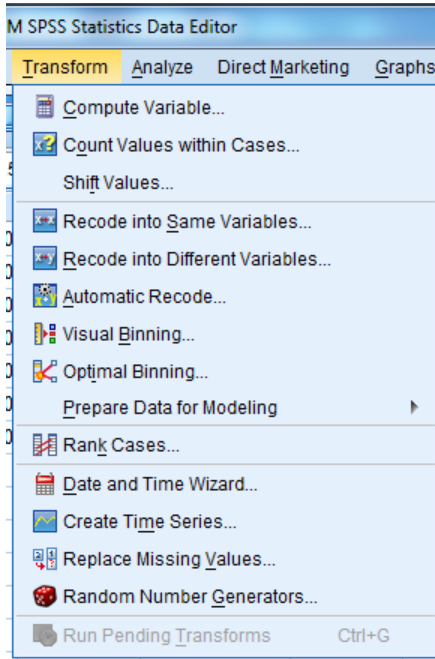 M SPSS Statistics Data Editor
Transform Analyze Direct Marketing Graphs
Compute Variable...
Count Values within Cases...
Shift Values...
Recode into Same Variables...
Recode into Different Variables...
Automatic Recode...
Visual Binning...
Optimal Binning...
Prepare Data for Modeling
Rank Cases...
Date and Time Wizard...
Create Time Series...
Replace Missing Values...
Random Number Generators...
Run Pending Transforms Ctrl+G